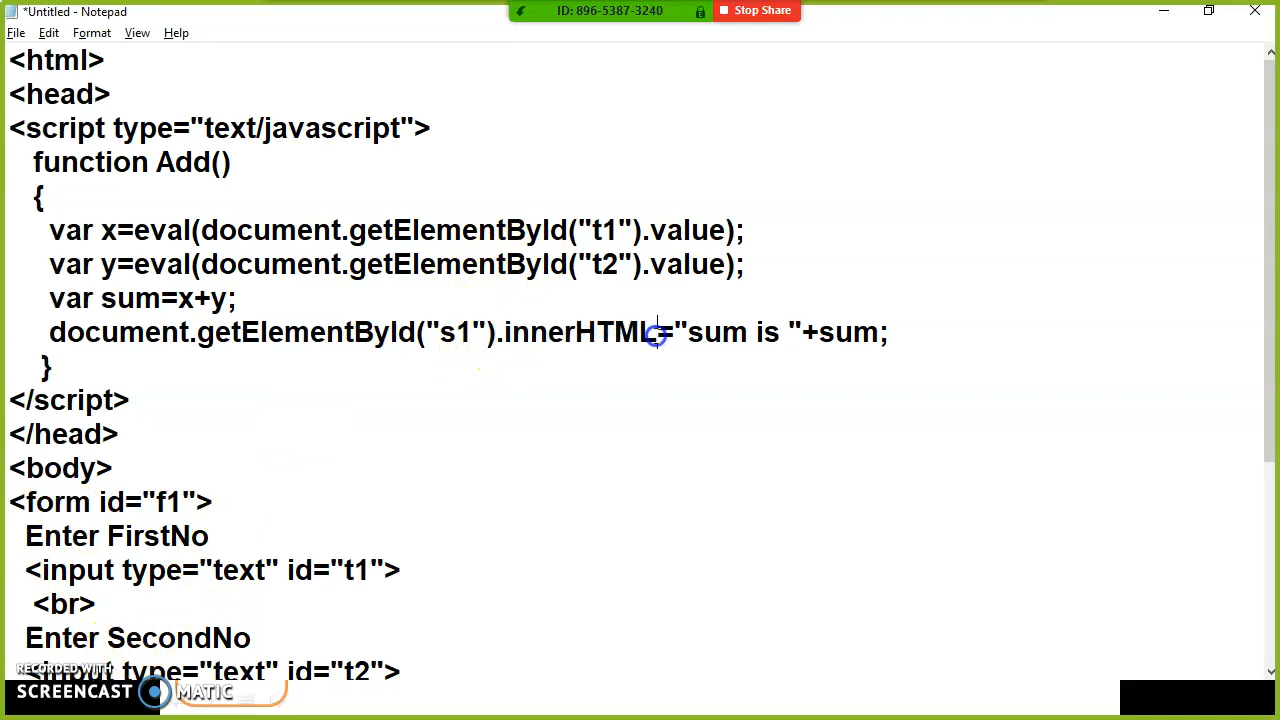 *Untitled - Notepad
ID: 896-5387-3240
Stop Share
File Edit Format View Help
<html>
<head>
<script type="text/javascript">
function Add()
{
var x=eval(document.getElementById("t1").value);
var y=eval(document.getElementById("t2").value);
var sum=x+y;
document.getElementById("s1").innerHTML="sum is "+sum;
}
</script>
</head>
<body>
<form id="f1">
Enter FirstNo
<input type="text" id="t1">
<br>
Enter SecondNo
<input type="text" id="t2">
RECORDED WITH
SCREENCAST MATIC